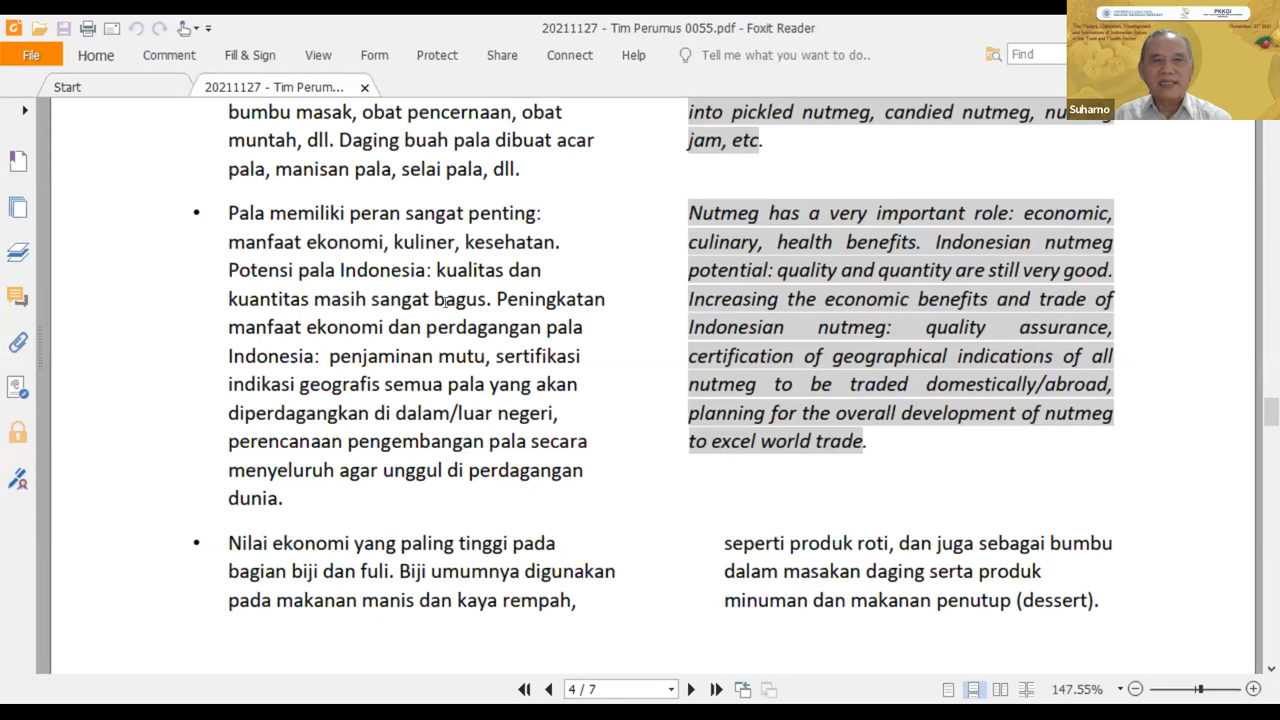 20211127 - Tim Perumus 0055.pdf - Foxit Reader
File
Home
Comment
Fill & Sign
View
Form
Protect
Share
Connect
Help
Tell me what you want to do..
Find
Start
20211127 - Tim Perum...
PKKGI
November, 27 2021
Suharno
bumbu masak, obat pencernaan, obat
muntah, dll. Daging buah pala dibuat acar
pala, manisan pala, selai pala, dll.
into pickled nutmeg, candied nutmeg,
jam, etc.
• Pala memiliki peran sangat penting:
manfaat ekonomi, kuliner, kesehatan.
Potensi pala Indonesia: kualitas dan
kuantitas masih sangat bagus. Peningkatan
manfaat ekonomi dan perdagangan pala
Indonesia: penjaminan mutu, sertifikasi
indikasi geografis semua pala yang akan
diperdagangkan di dalam/luar negeri,
perencanaan pengembangan pala secara
menyeluruh agar unggul di perdagangan
dunia.
Nutmeg has a very important role: economic,
culinary, health benefits. Indonesian nutmeg
potential: quality and quantity are still very good.
Increasing the economic benefits and trade of
Indonesian nutmeg: quality assurance,
certification of geographical indications of all
nutmeg to be traded domestically/abroad,
planning for the overall development of nutmeg
to excel world trade.
• Nilai ekonomi yang paling tinggi pada
bagian biji dan fuli. Biji umumnya digunakan
pada makanan manis dan kaya rempah,
seperti produk roti, dan juga sebagai bumbu
dalam masakan daging serta produk
minuman dan makanan penutup (dessert).
4 / 7
147.55%